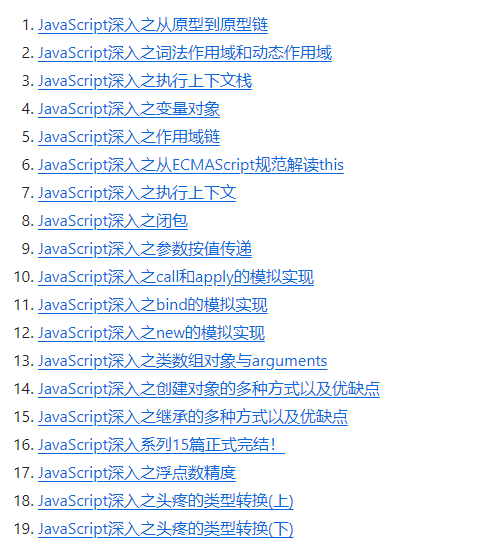 1. JavaScript深入之从原型到原型链
2. JavaScript深入之词法作用域和动态作用域
3. JavaScript深入之执行上下文栈
4. JavaScript深入之变量对象
5. JavaScript深入之作用域链
6. JavaScript深入之从ECMAScript规范解读this
7. JavaScript深入之执行上下文
8. JavaScript深入之闭包
9. JavaScript深入之参数按值传递
10. JavaScript深入之call和apply的模拟实现
11. JavaScript深入之bind的模拟实现
12. JavaScript深入之new的模拟实现
13. JavaScript深入之类数组对象与arguments
14. JavaScript深入之创建对象的多种方式以及优缺点
15. JavaScript深入之继承的多种方式以及优缺点
16. JavaScript深入系列15篇正式完结！
17. JavaScript深入之浮点数精度
18. JavaScript深入之头疼的类型转换(上)
19. JavaScript深入之头疼的类型转换(下)